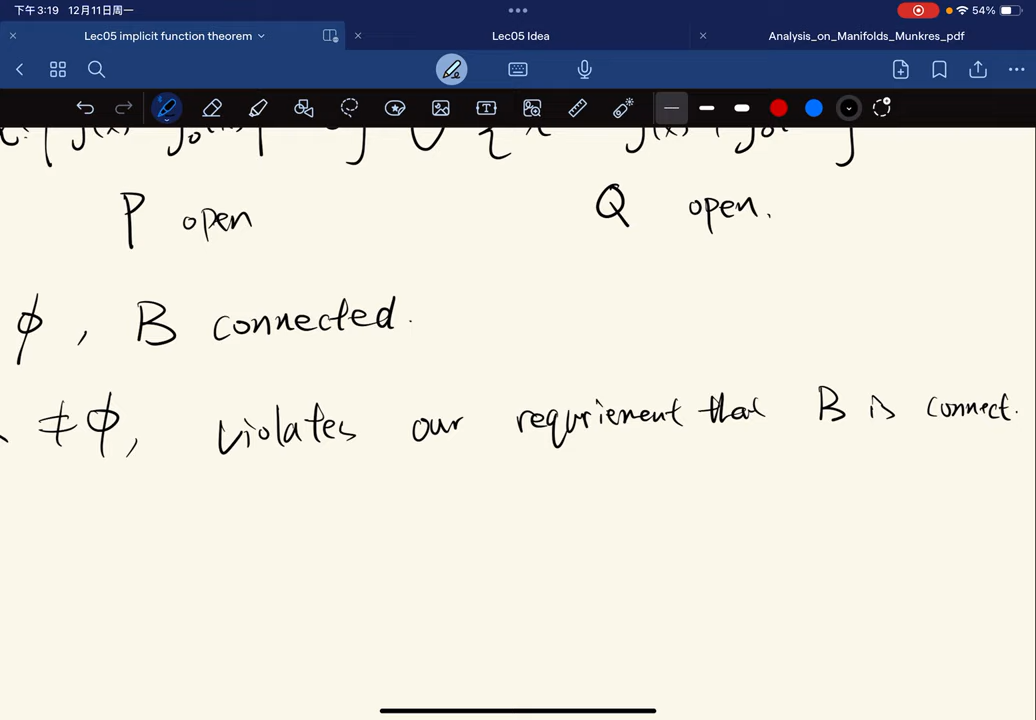 下午3:19 12月11日周一
54%
Lec05 implicit function theorem
Lec05 Idea
Analysis_on_Manifolds_Munkres_pdf
P open Q open.
ϕ, B connected.
≠ϕ, violates our requriement that B is connect.